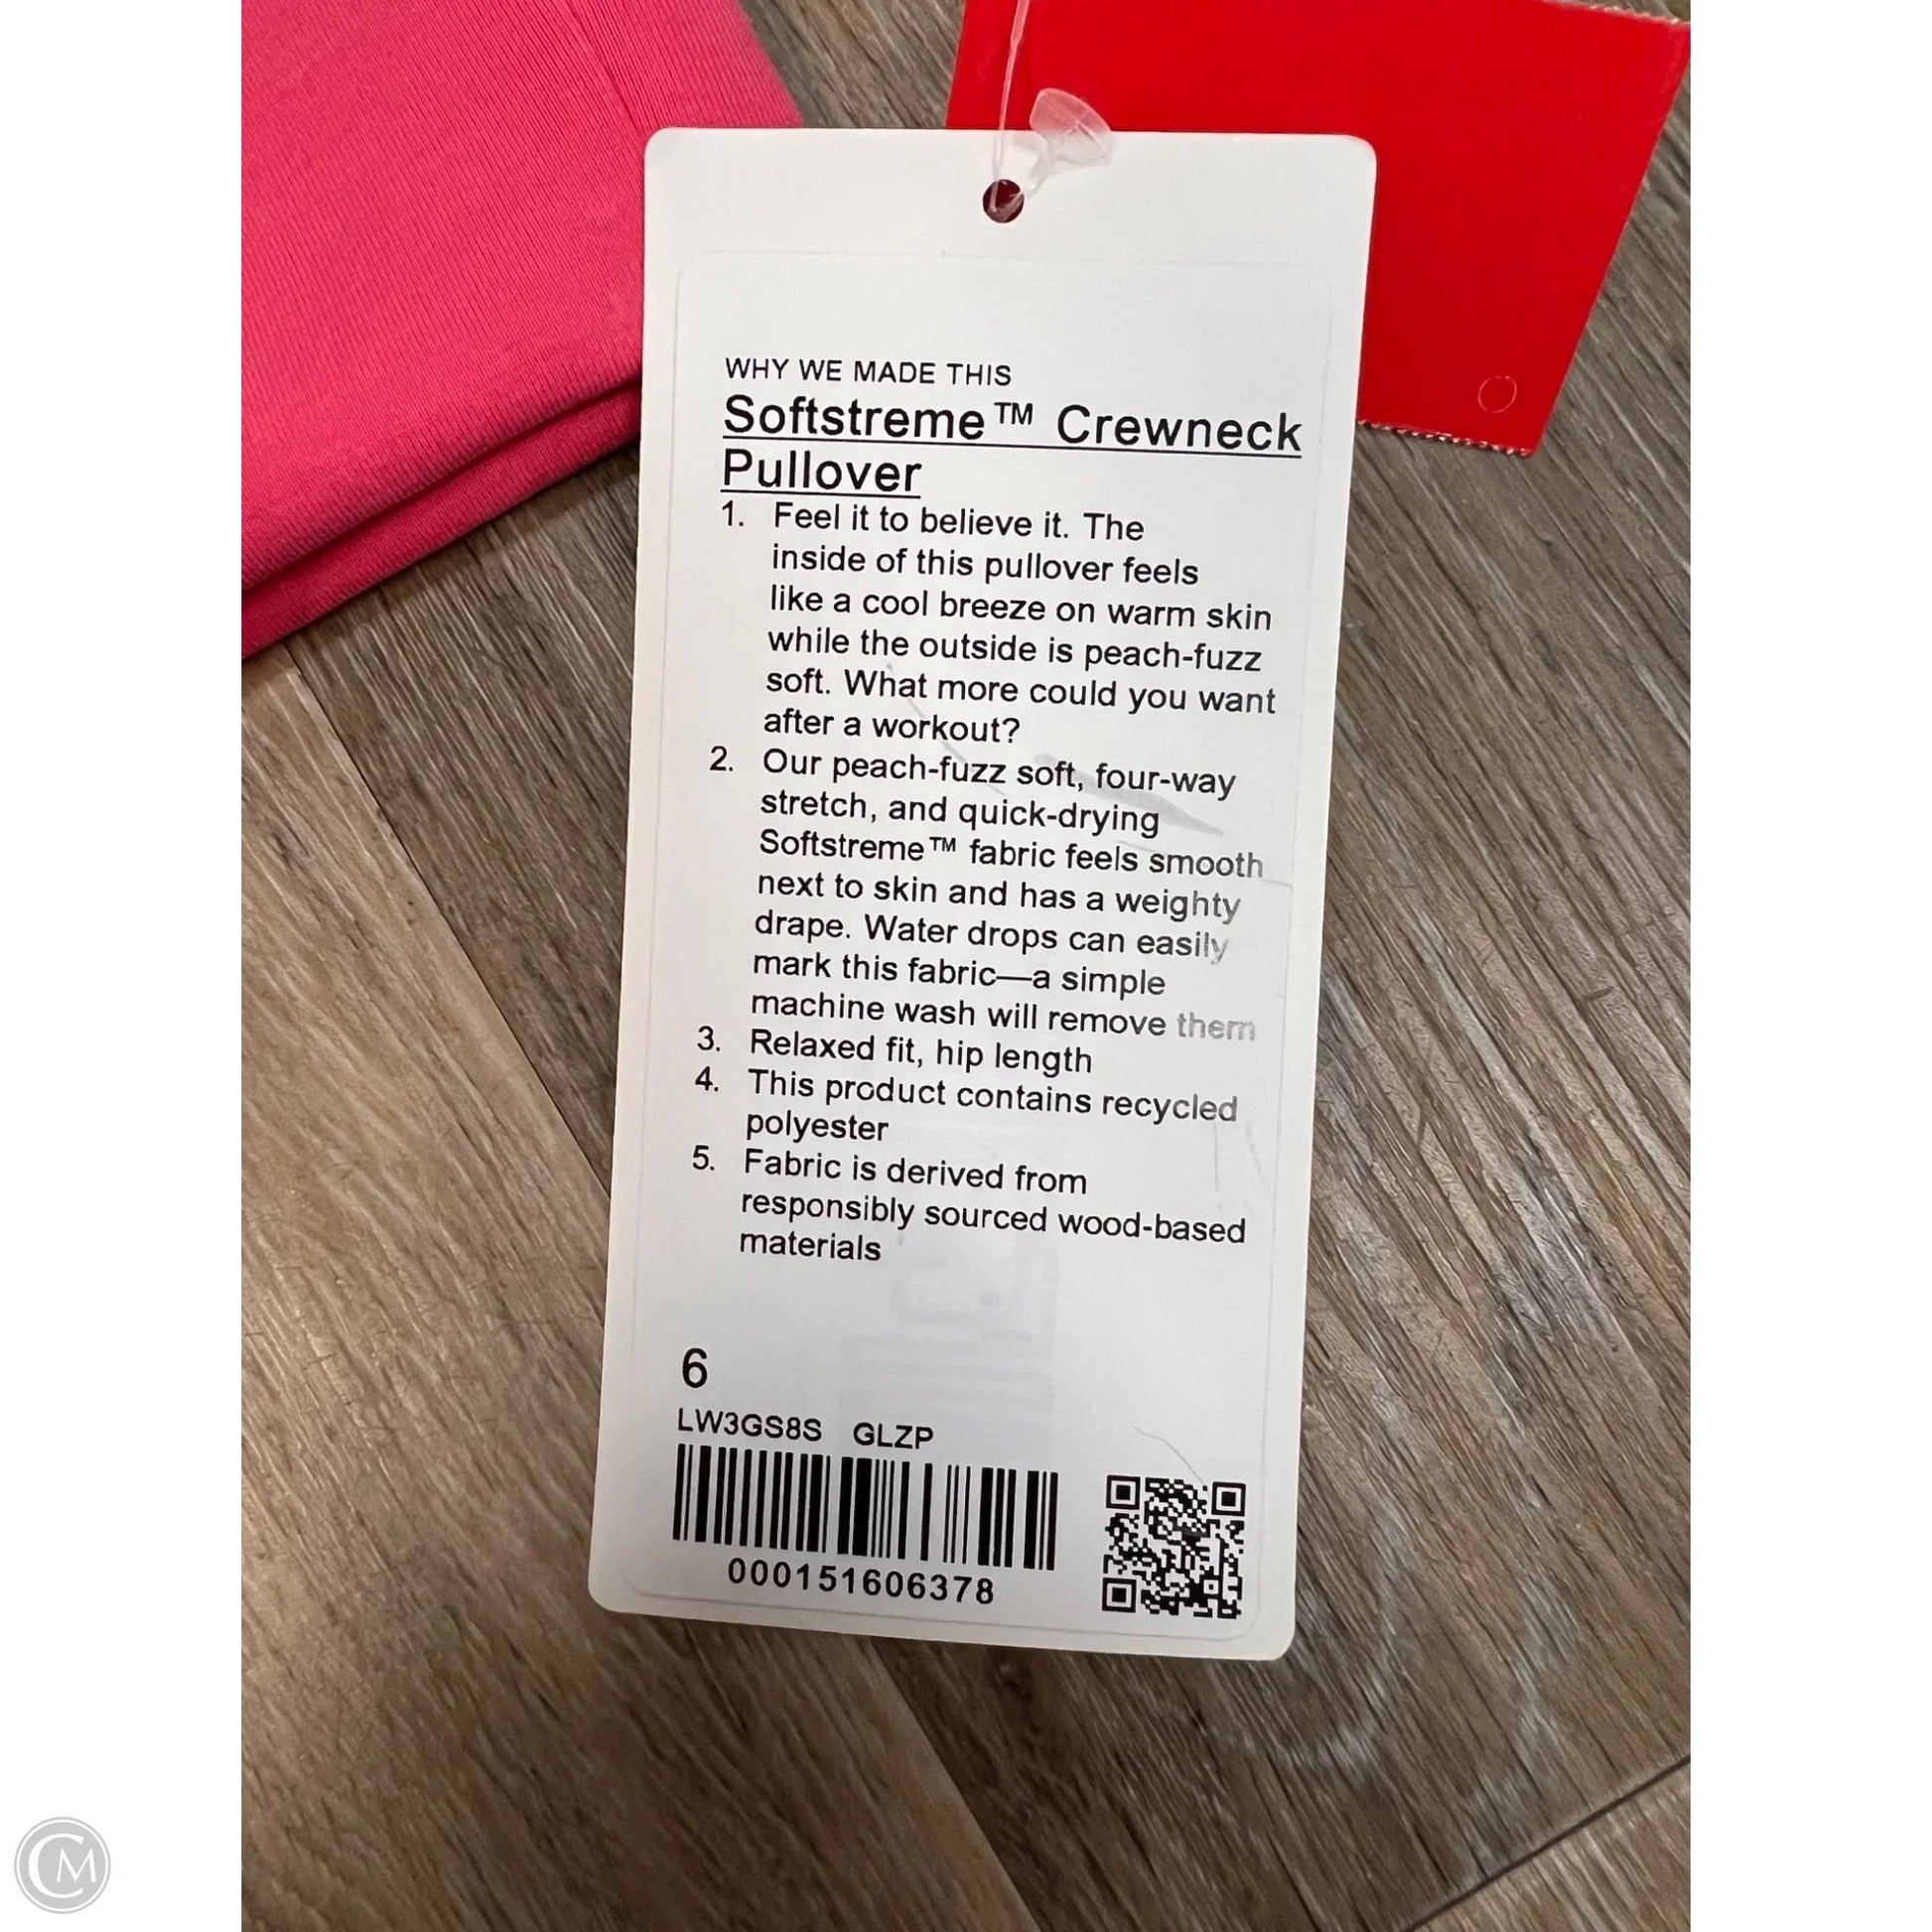 WHY WE MADE THIS
Softstreme™ Crewneck
Pullover
1. Feel it to believe it. The
inside of this pullover feels
like a cool breeze on warm skin
while the outside is peach-fuzz
soft. What more could you want
after a workout?
2. Our peach-fuzz soft, four-way
stretch, and quick-drying
Softstreme™ fabric feels smooth
next to skin and has a weighty
drape. Water drops can easily
mark this fabric—a simple
machine wash will remove them
3. Relaxed fit, hip length
4. This product contains recycled
polyester
5. Fabric is derived from
responsibly sourced wood-based
materials
6
LW3GS8S GLZP
000151606378
CM